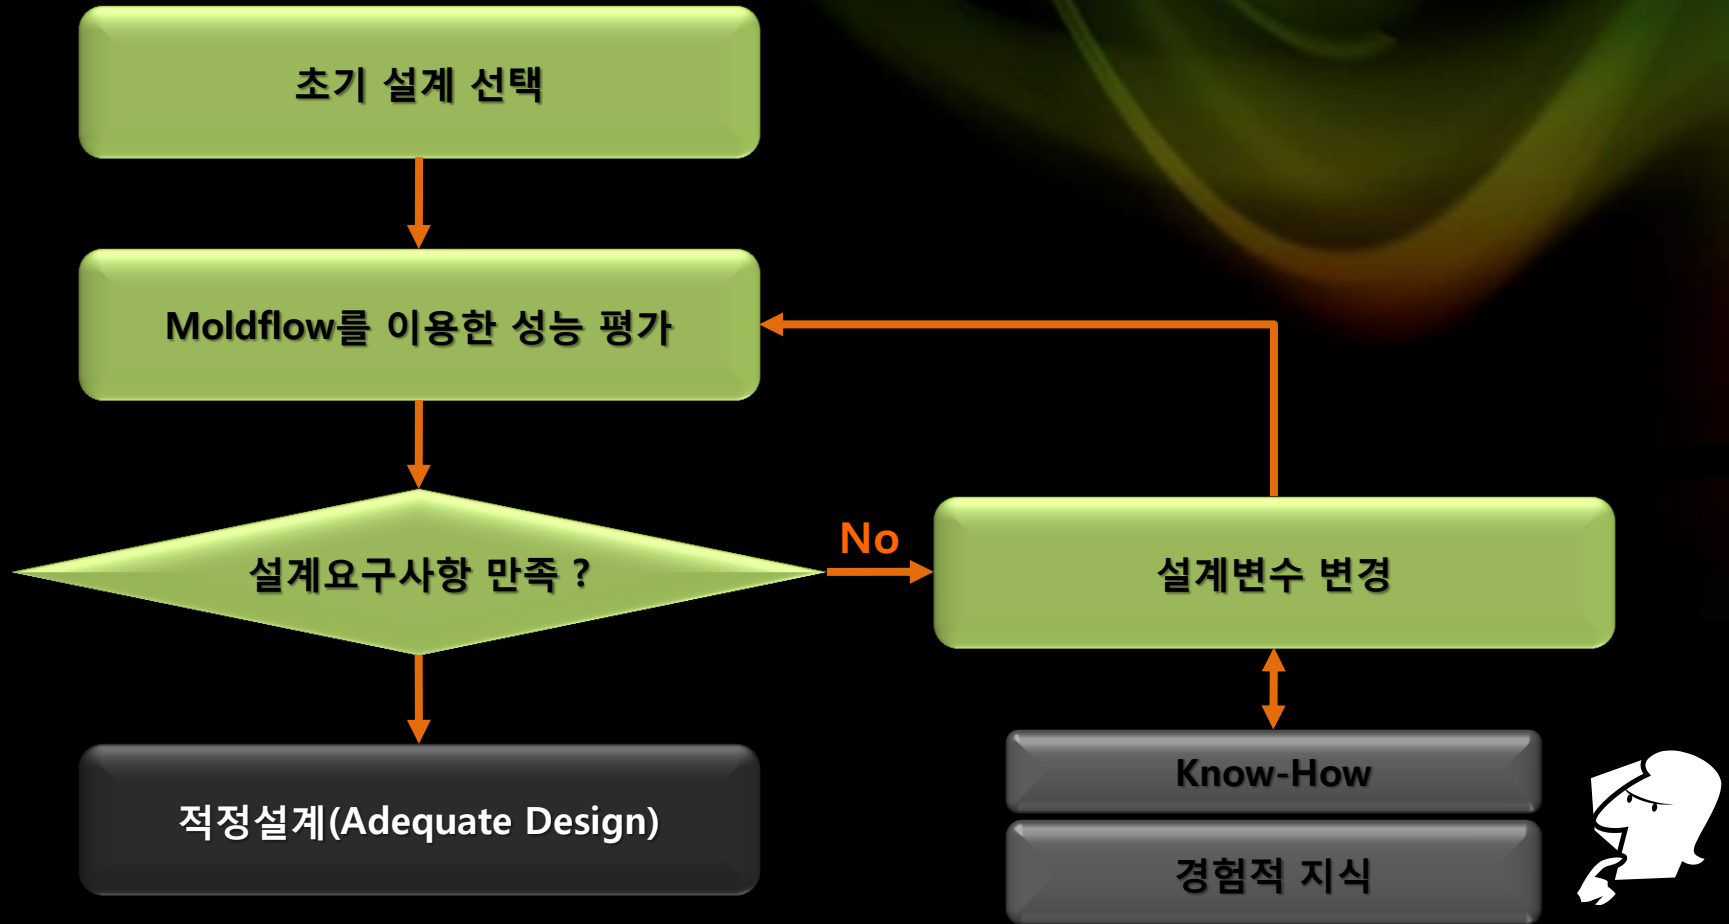 초기 설계 선택
Moldflow를 이용한 성능 평가
설계요구사항 만족 ?
No
설계변수 변경
적정설계(Adequate Design)
Know-How
경험적 지식